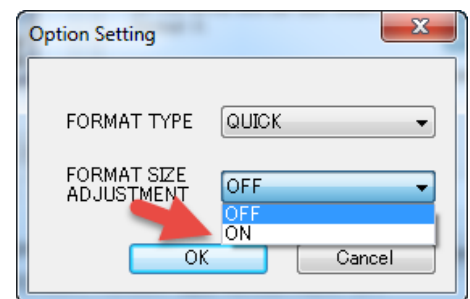 Option Setting
FORMAT TYPE QUICK
FORMAT SIZE
ADJUSTMENT OFF
OFF
ON
OK Cancel